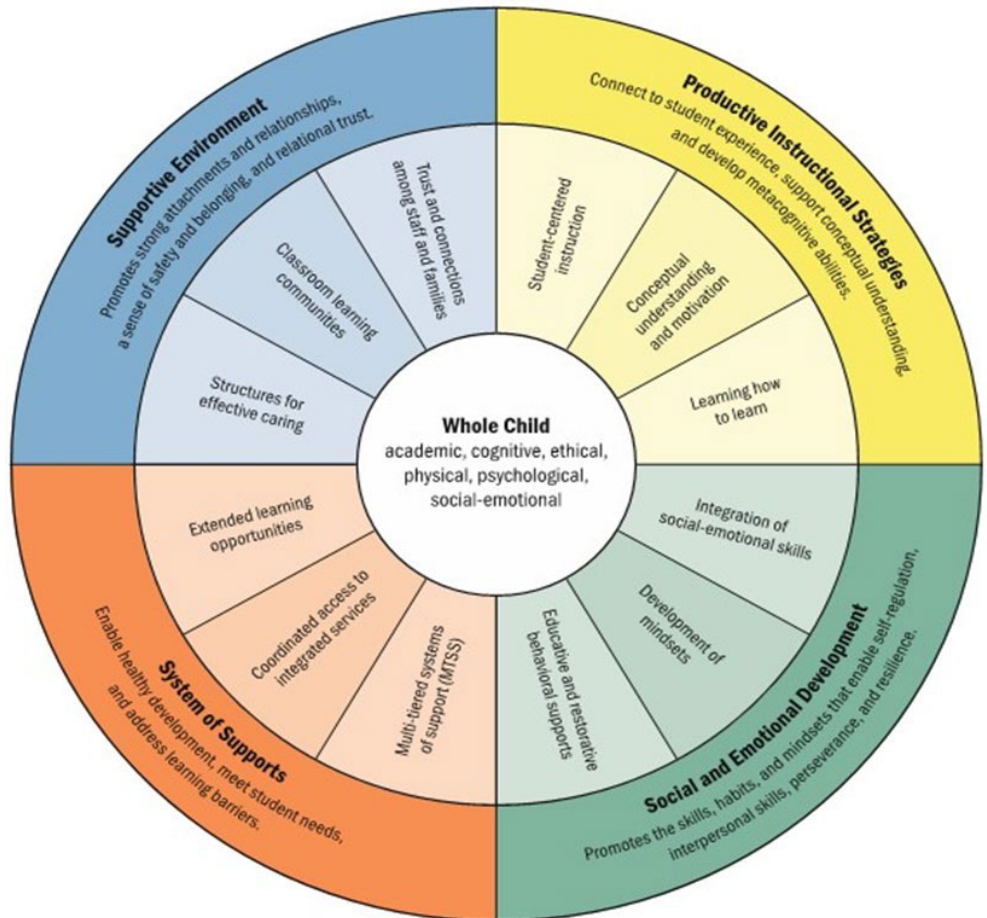 Supportive Environment
Promotes strong attachments and relationships,
a sense of safety and belonging, and relational trust.
Productive Instructional Strategies
Connect to student experience, support conceptual understanding,
and develop metacognitive abilities.
Trust and connections
among staff and families
Classroom learning
communities
Structures for
effective caring
Student-centered
instruction
Conceptual
understanding
and motivation
Learning how
to learn
Whole Child
academic, cognitive, ethical,
physical, psychological,
social-emotional
Extended learning
opportunities
Coordinated access to
integrated services
Multi-tiered systems
of support (MTSS)
Integration of
social-emotional skills
Development of
mindsets
Educative and restorative
behavioral supports
System of Supports
Enable healthy development, meet student needs,
and address learning barriers.
Social and Emotional Development
Promotes the skills, habits, and mindsets that enable self-regulation,
interpersonal skills, perseverance, and resilience.